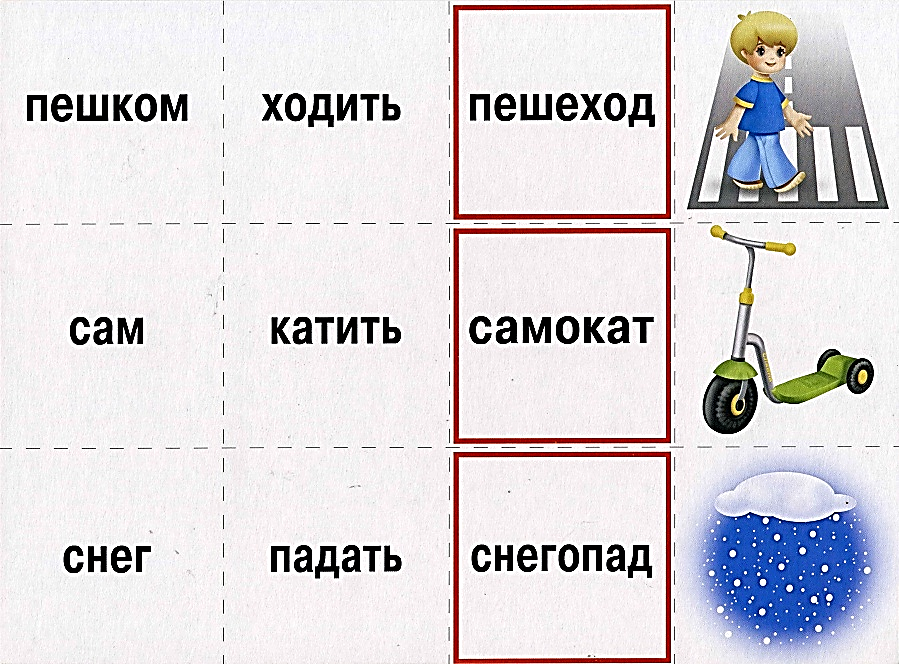 пешком ходить пешеход
сам катить самокат
снег падать снегопад